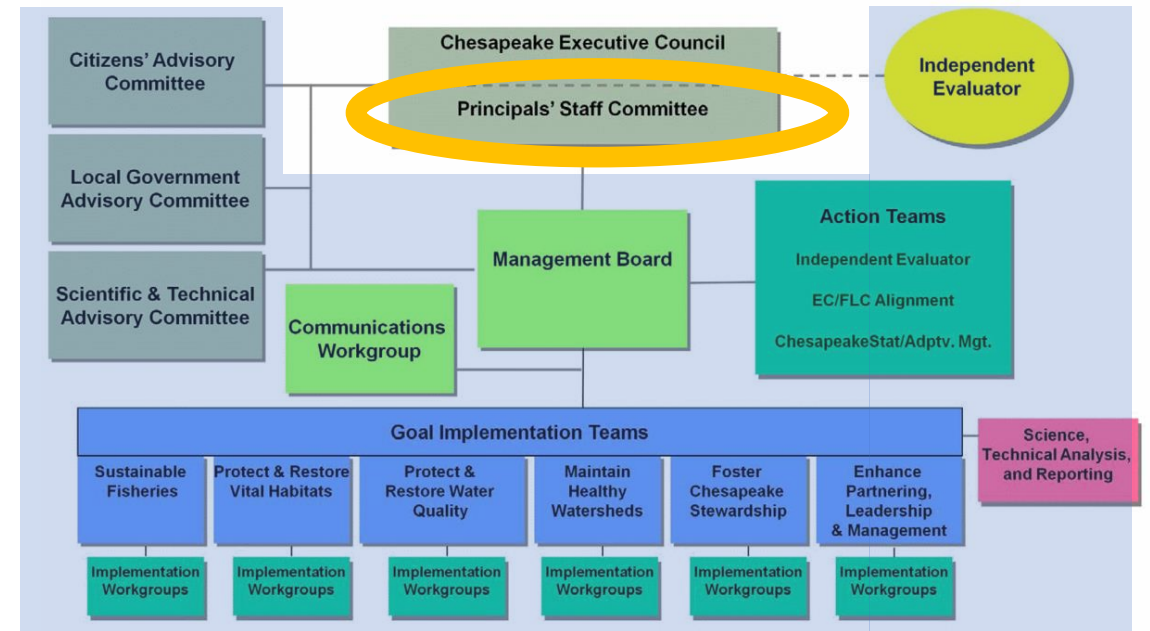 Citizens' Advisory
Committee
Chesapeake Executive Council
Principals' Staff Committee
Independent
Evaluator
Local Government
Advisory Committee
Scientific & Technical
Advisory Committee
Management Board
Action Teams
Independent Evaluator
EC/FLC Alignment
ChesapeakeStat/Adptv. Mgt.
Communications
Workgroup
Goal Implementation Teams
Sustainable
Fisheries
Protect & Restore
Vital Habitats
Protect &
Restore Water
Quality
Maintain
Healthy
Watersheds
Foster
Chesapeake
Stewardship
Enhance
Partnering,
Leadership
& Management
Science,
Technical Analysis,
and Reporting
Implementation
Workgroups
Implementation
Workgroups
Implementation
Workgroups
Implementation
Workgroups
Implementation
Workgroups
Implementation
Workgroups